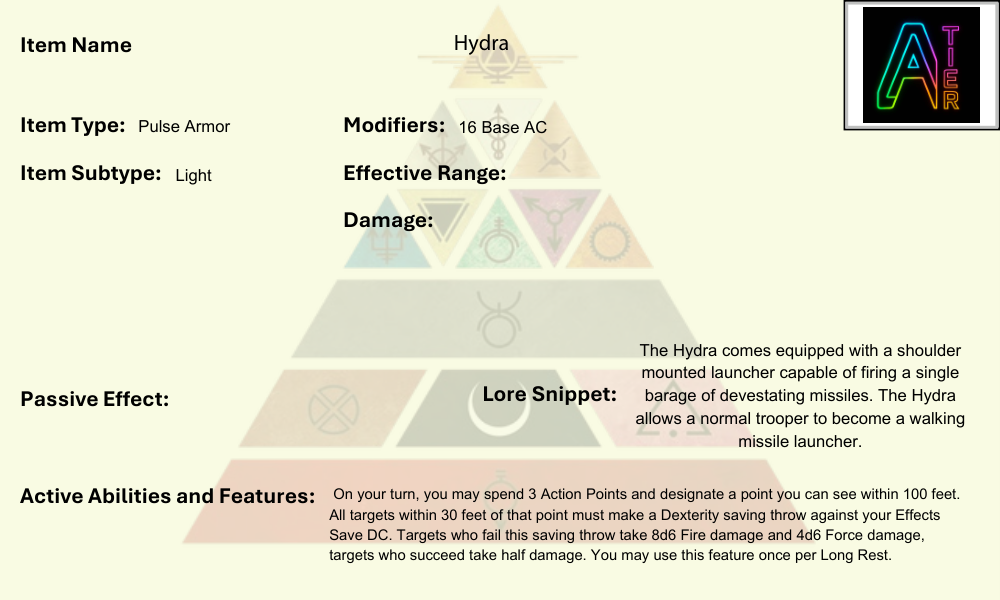 Item Name Hydra
A TIER
Item Type: Pulse Armor Modifiers: 16 Base AC
Item Subtype: Light Effective Range:
Damage:
The Hydra comes equipped with a shoulder
mounted launcher capable of firing a single
Passive Effect: Lore Snippet: barage of devestating missiles. The Hydra
allows a normal trooper to become a walking
missile launcher.
Active Abilities and Features: On your turn, you may spend 3 Action Points and designate a point you can see within 100 feet.
All targets within 30 feet of that point must make a Dexterity saving throw against your Effects
Save DC. Targets who fail this saving throw take 8d6 Fire damage and 4d6 Force damage,
targets who succeed take half damage. You may use this feature once per Long Rest.